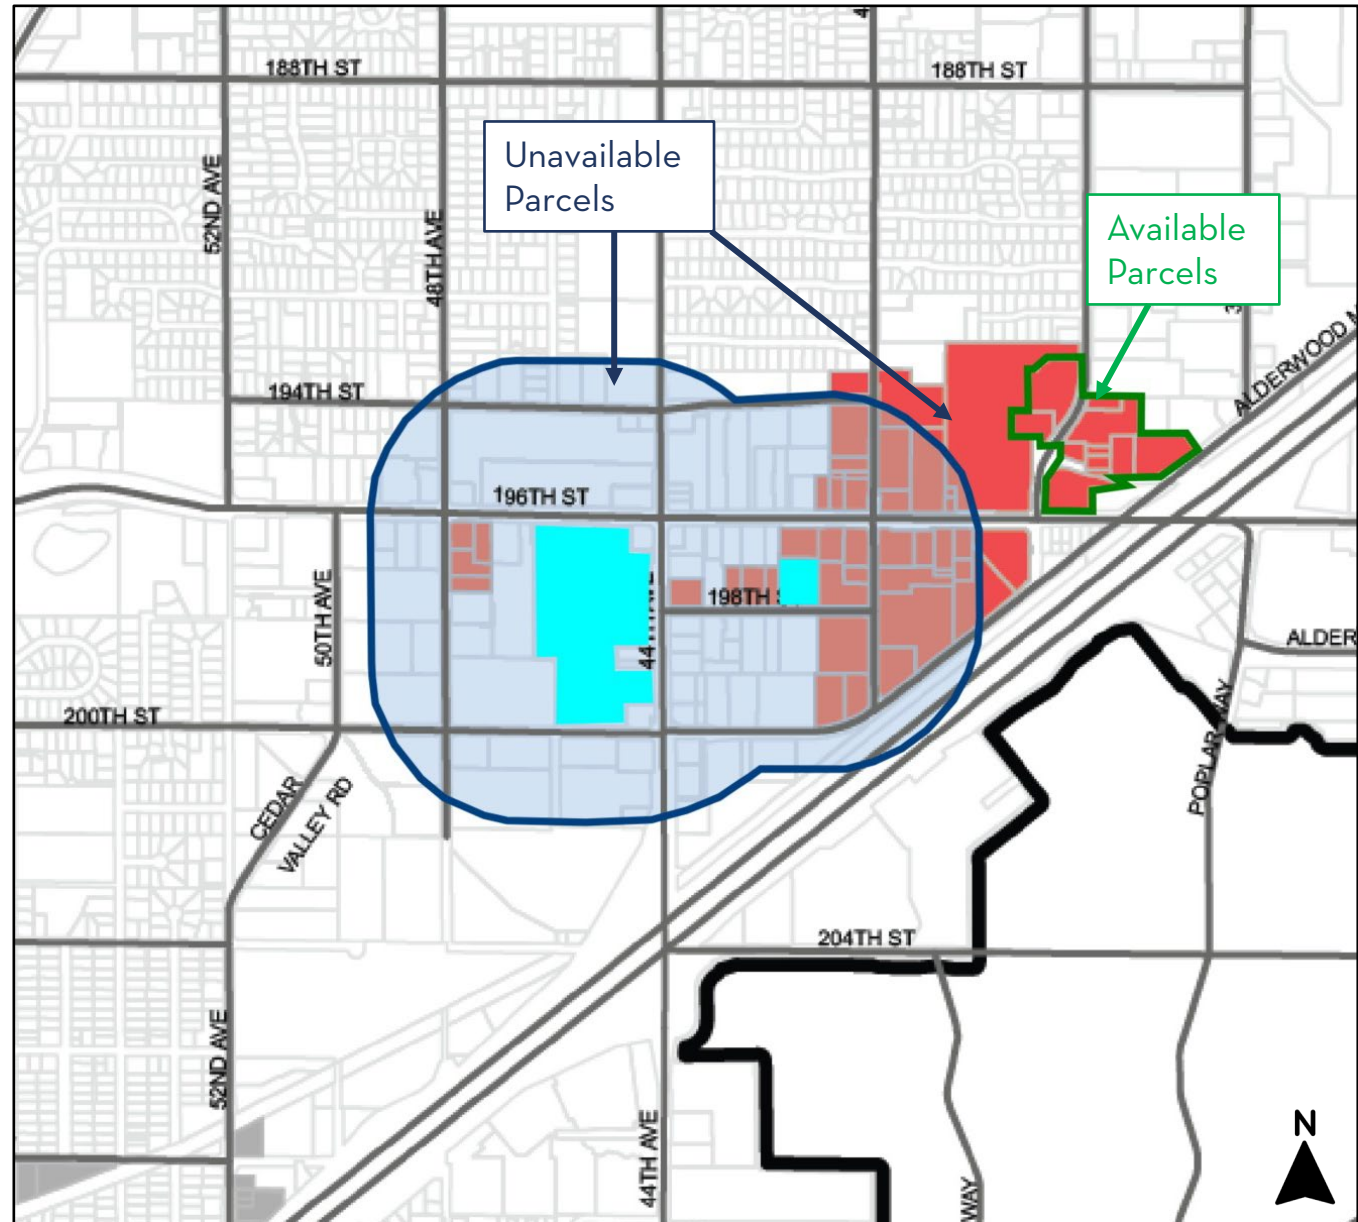 188TH ST
188TH ST
Unavailable
Parcels
52ND AVE
48TH AVE
Available
Parcels
194TH ST
ALDERWOOD
196TH ST
50TH AVE
198TH
ALDER
200TH ST
POPLAR WAY
CEDAR
VALLEY RD
204TH ST
52ND AVE
44TH AVE
WAY
N